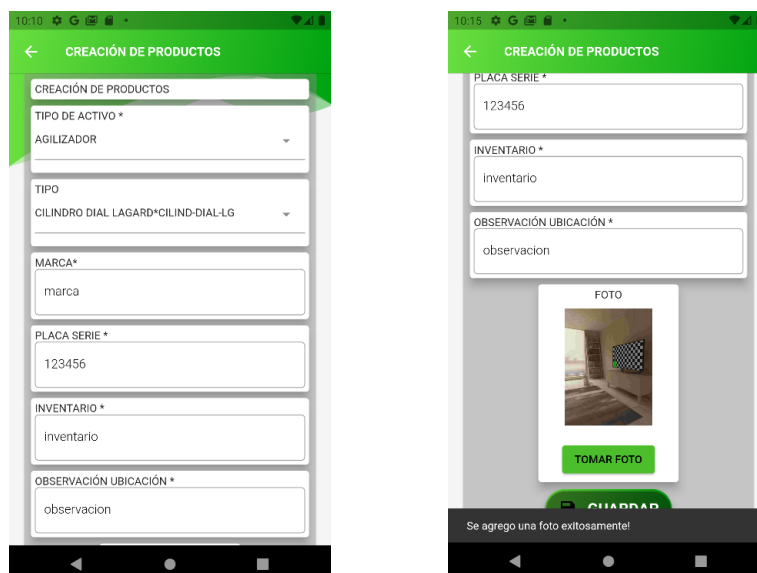 10:10
CREACIÓN DE PRODUCTOS
CREACIÓN DE PRODUCTOS
TIPO DE ACTIVO *
AGILIZADOR
TIPO
CILINDRO DIAL LAGARD*CILIND-DIAL-LG
MARCA*
marca
PLACA SERIE *
123456
INVENTARIO *
inventario
OBSERVACIÓN UBICACIÓN *
observacion
10:15
CREACIÓN DE PRODUCTOS
PLACA SERIE *
123456
INVENTARIO *
inventario
OBSERVACIÓN UBICACIÓN *
observacion
FOTO
TOMAR FOTO
GUARDAR
Se agrego una foto exitosamente!